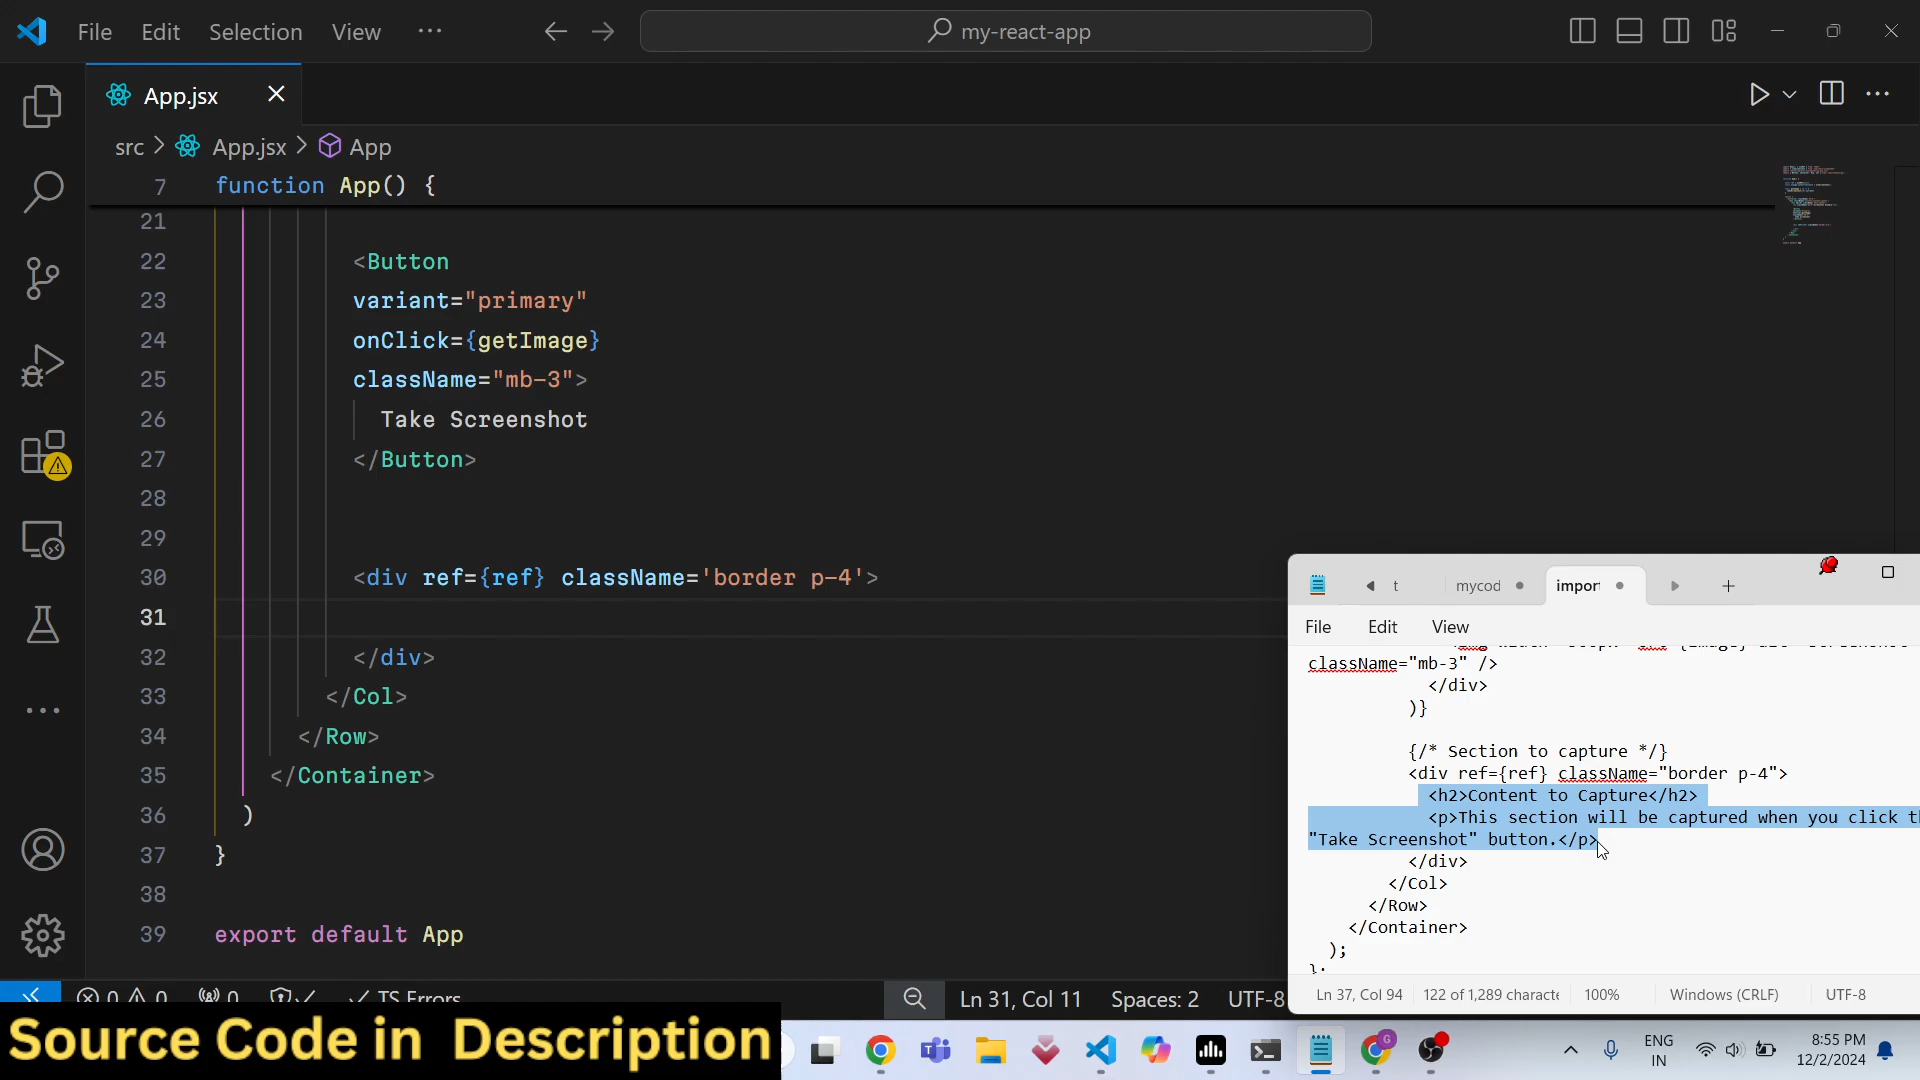 File Edit Selection View ···
my-react-app
App.jsx
src > App.jsx > App
7 function App() {
21
22 <Button
23 variant="primary"
24 onClick={getImage}
25 className="mb-3">
26 Take Screenshot
27 </Button>
28
29
30 <div ref={ref} className='border p-4'>
31
32 </div>
33 </Col>
34 </Row>
35 </Container>
36 )
37 }
38
39 export default App
t mycod import
File Edit View
className="mb-3" />
</div>
)}
{/* Section to capture */}
<div ref={ref} className="border p-4">
<h2>Content to Capture</h2>
<p>This section will be captured when you click
"Take Screenshot" button.</p>
</div>
</Col>
</Row>
</Container>
);
Ln 37, Col 94 122 of 1,289 characte 100% Windows (CRLF) UTF-8
0 0 0 TS Errors Ln 31, Col 11 Spaces: 2 UTF-8
Source Code in Description
ENG
IN
8:55 PM
12/2/2024